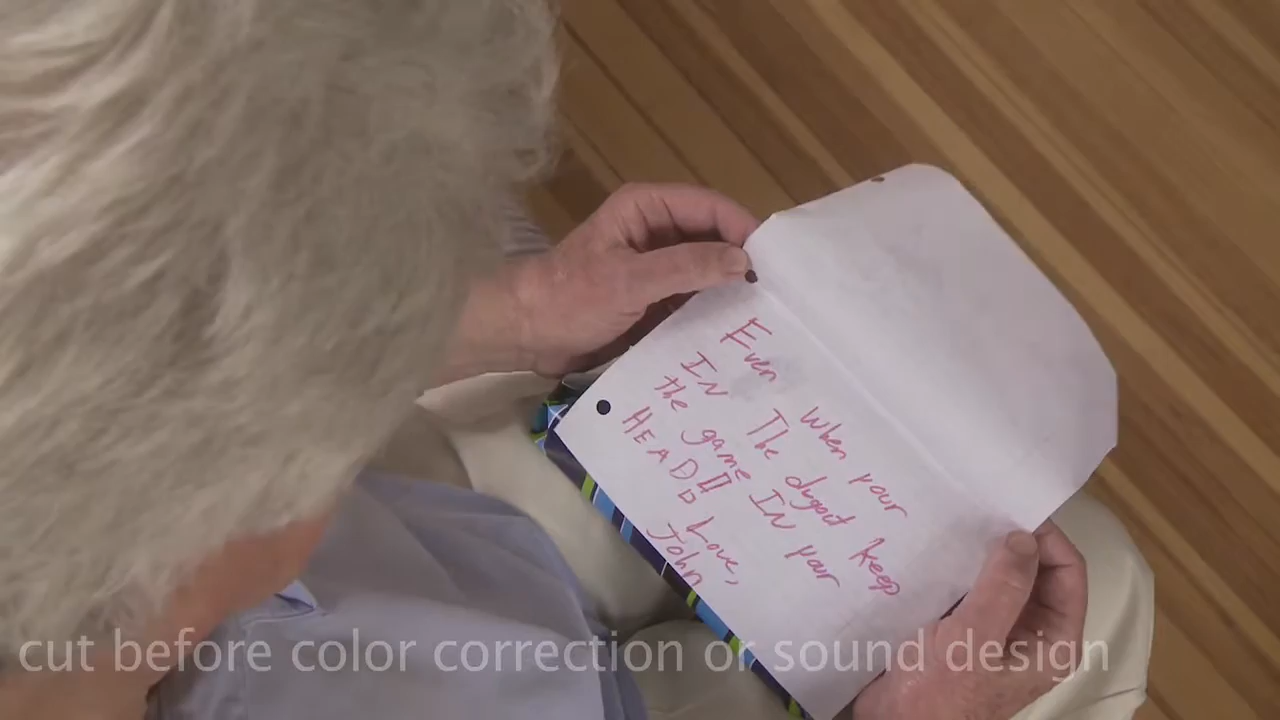 Even when your
IN The dugout keep
the game IN your
HEAD!!
Love,
John
cut before color correction or sound design